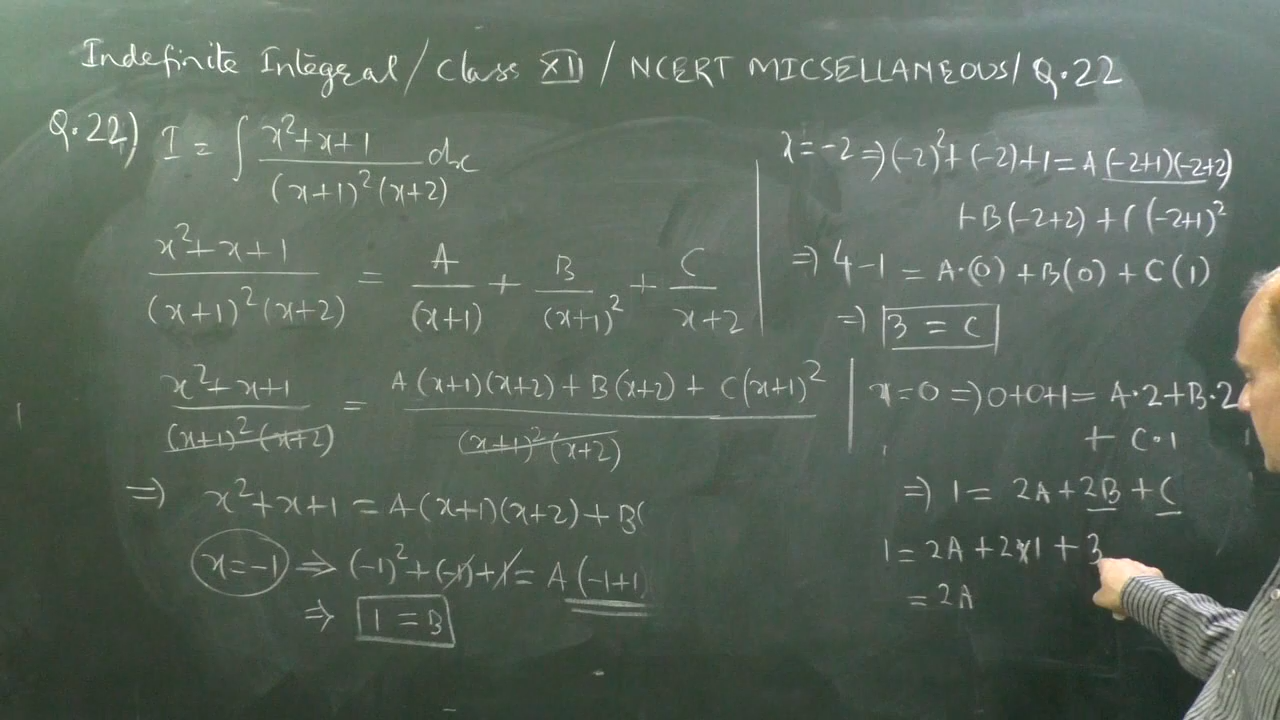 Indefinite Integral / Class XII / NCERT MICSELLANEOUS / Q.22
Q.22) I = ∫ x²+x+1 / (x+1)²(x+2) dx
x²+x+1 / (x+1)²(x+2) = A / (x+1) + B / (x+1)² + C / x+2
x²+x+1 / (x+1)²(x+2) = A(x+1)(x+2) + B(x+2) + C(x+1)² / (x+1)²(x+2)
⇒ x²+x+1 = A(x+1)(x+2) + B(
x=-1 ⇒ (-1)²+(-1)+1 = A(-1+1)
⇒ 1 = B
x=-2 ⇒ (-2)²+(-2)+1 = A(-2+1)(-2+2)
+B(-2+2) + C(-2+1)²
⇒ 4-1 = A·(0) + B(0) + C(1)
⇒ 3 = C
x=0 ⇒ 0+0+1 = A·2+B·2
+ C·1
⇒ 1 = 2A+2B+C
1 = 2A+2×1+3
= 2A